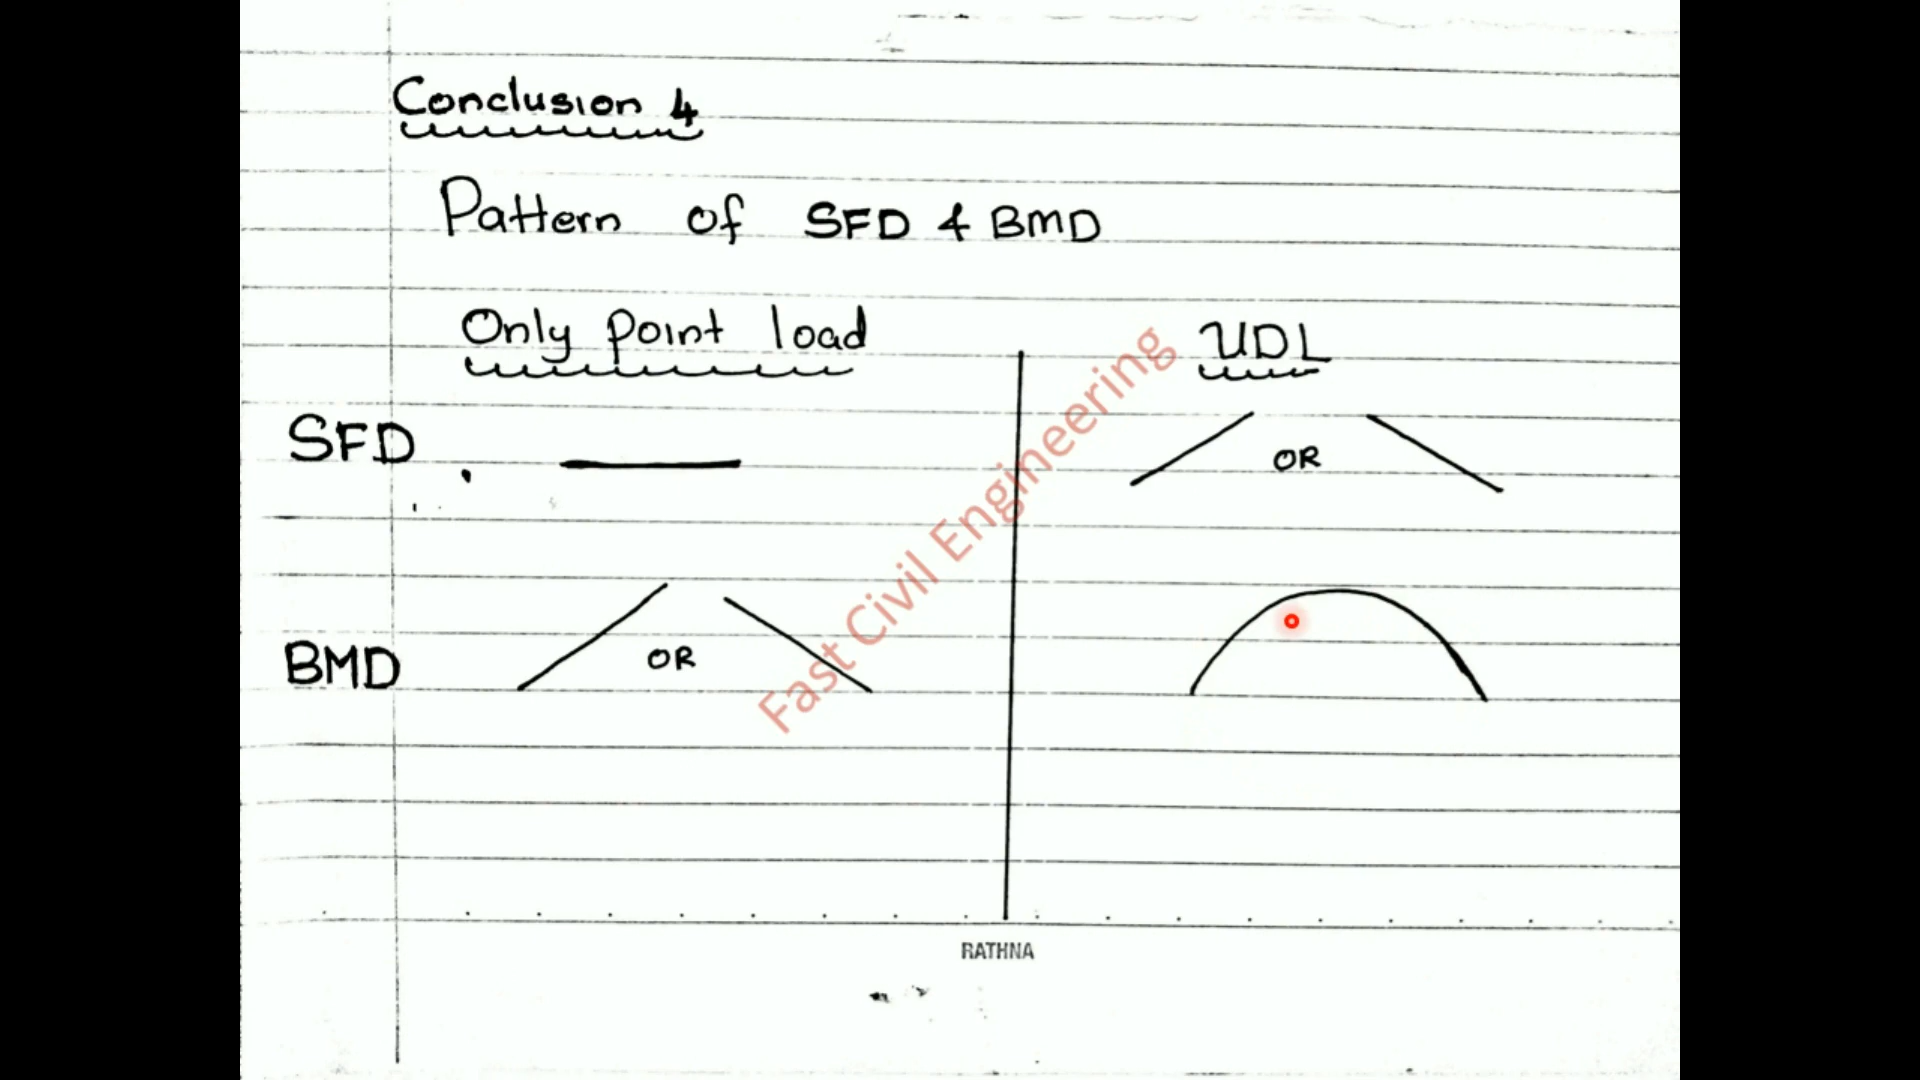 Conclusion 4
Pattern of SFD & BMD
Only point load
UDL
SFD
OR
BMD
OR
Fast Civil Engineering
RATHNA